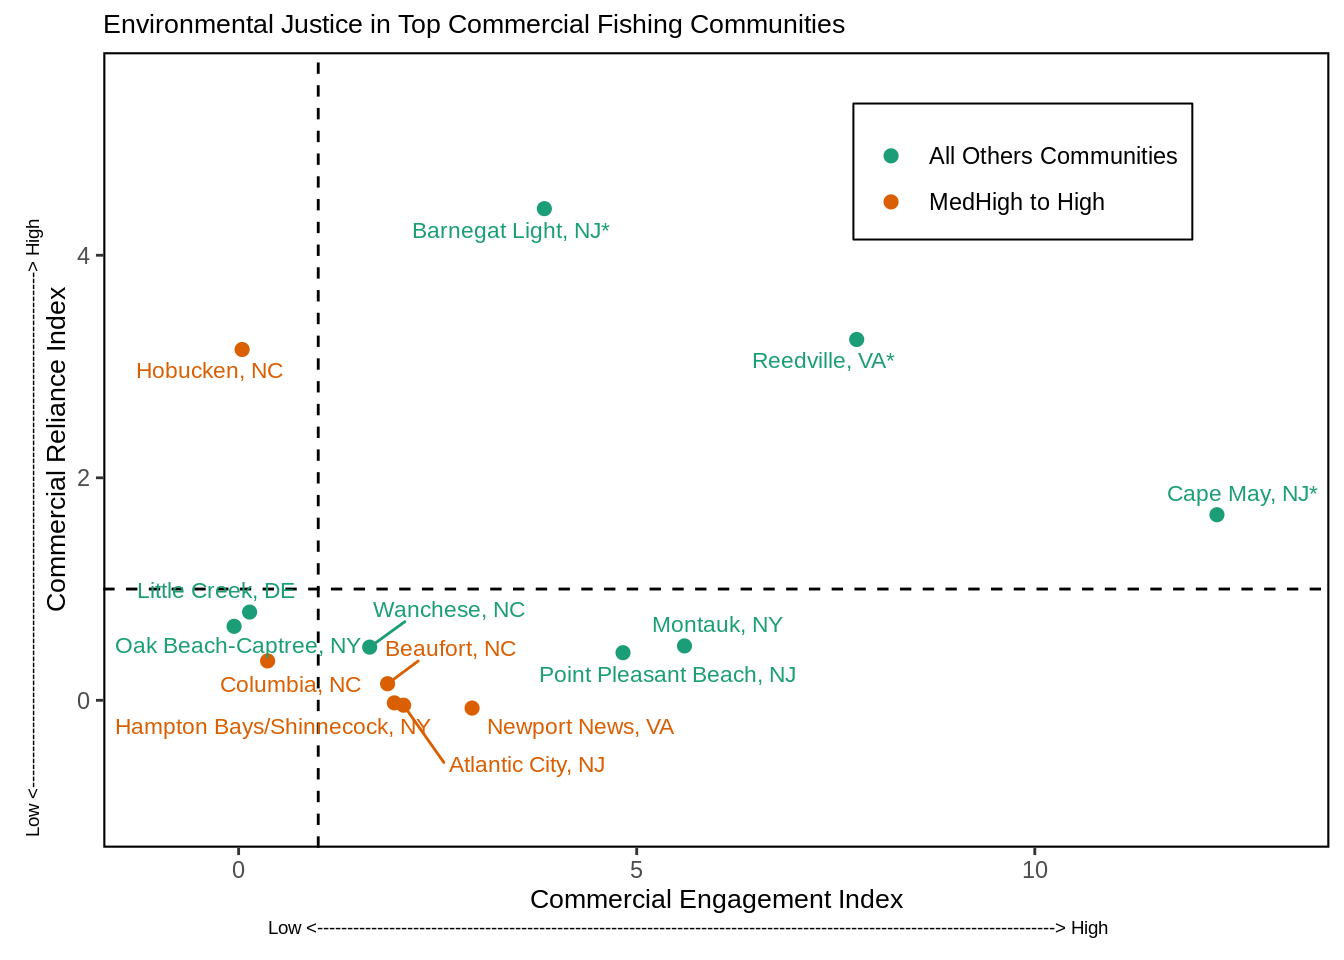 Environmental Justice in Top Commercial Fishing Communities
All Others Communities
MedHigh to High
Barnegat Light, NJ*
Hobucken, NC
Reedville, VA*
Cape May, NJ*
Little Creek, DE
Wanchese, NC
Montauk, NY
Oak Beach-Captree, NY
Beaufort, NC
Point Pleasant Beach, NJ
Columbia, NC
Hampton Bays/Shinnecock, NY
Newport News, VA
Atlantic City, NJ
4
2
0
Commercial Reliance Index
Low <--------------------------------------------------------------------------------------------> High
0
5
10
Commercial Engagement Index
Low <---------------------------------------------------------------------------------------------------------------------------> High